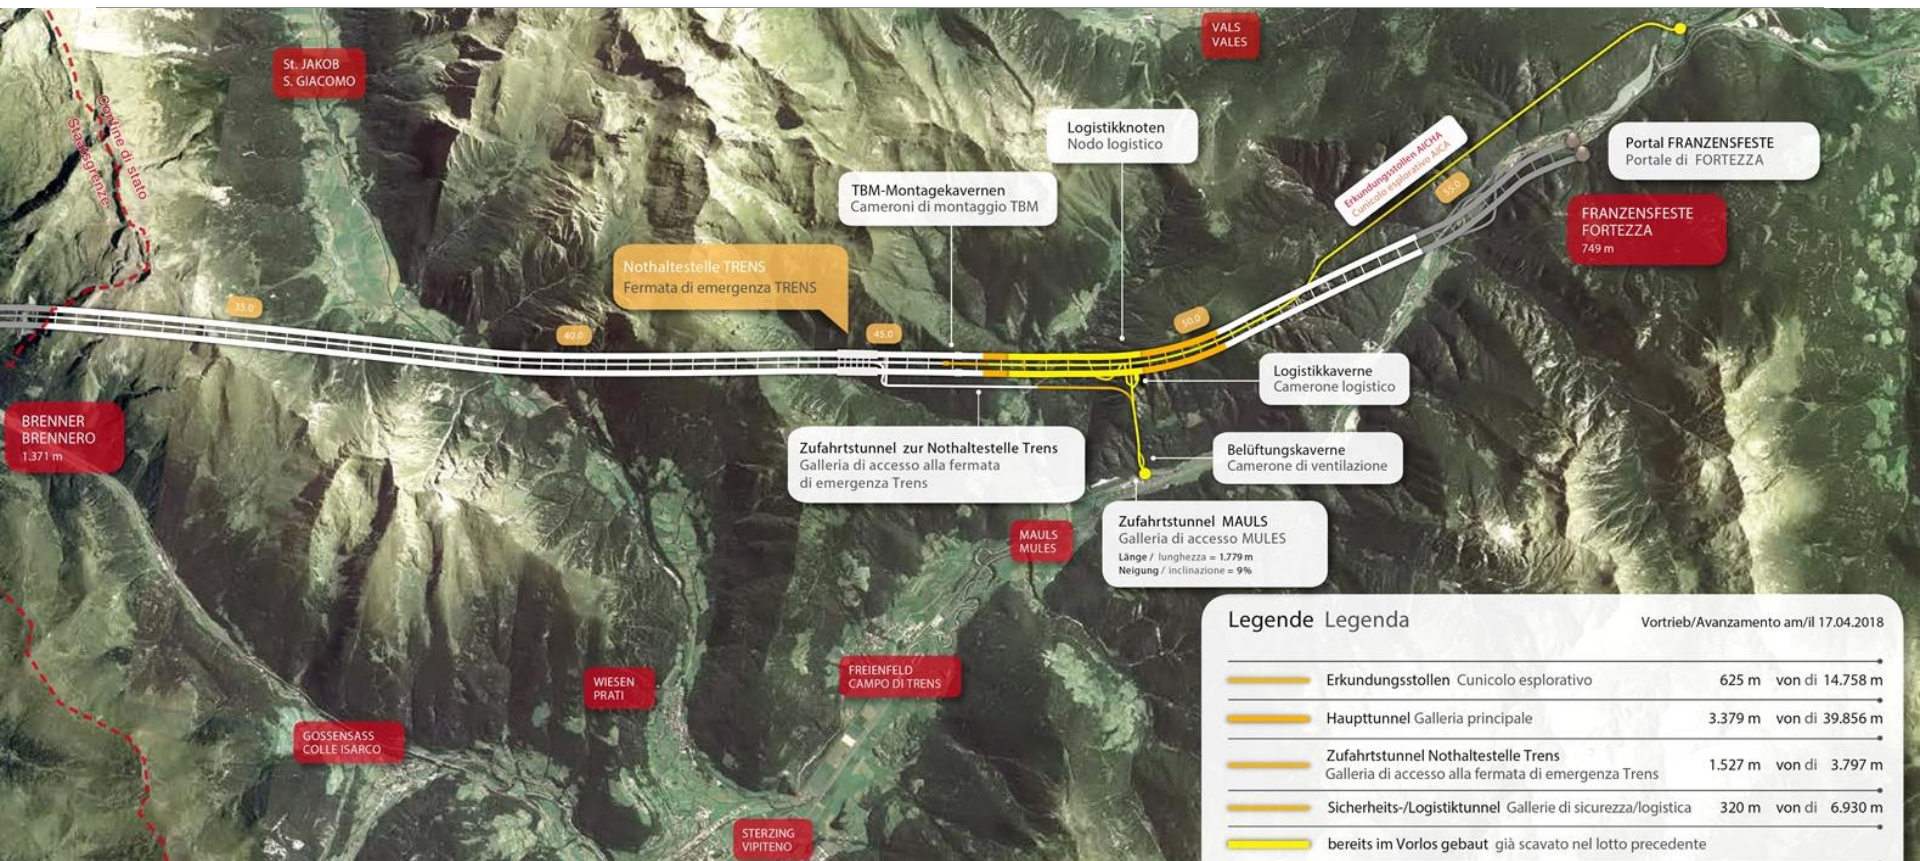 VALS
VALES
St. JAKOB
S. GIACOMO
Confine di stato
Staatsgrenze
Logistikknoten
Nodo logistico
Portal FRANZENSFESTE
Portale di FORTEZZA
Erkundungsstollen AICHA
Cunicolo esplorativo AICA
55.0
TBM-Montagekavernen
Cameroni di montaggio TBM
FRANZENSFESTE
FORTEZZA
749 m
Nothaltestelle TRENS
Fermata di emergenza TRENS
35.0
40.0
45.0
50.0
Logistikkaverne
Camerone logistico
BRENNER
BRENNERO
1.371 m
Zufahrtstunnel zur Nothaltestelle Trens
Galleria di accesso alla fermata
di emergenza Trens
Belüftungskaverne
Camerone di ventilazione
MAULS
MULES
Zufahrtstunnel MAULS
Galleria di accesso MULES
Länge / lunghezza = 1.779 m
Neigung / inclinazione = 9%
WIESEN
PRATI
FREIENFELD
CAMPO DI TRENS
GOSSENSASS
COLLE ISARCO
STERZING
VIPITENO
Legende Legenda
Vortrieb/Avanzamento am/il 17.04.2018
Erkundungsstollen Cunicolo esplorativo 625 m von di 14.758 m
Haupttunnel Galleria principale 3.379 m von di 39.856 m
Zufahrtstunnel Nothaltestelle Trens
Galleria di accesso alla fermata di emergenza Trens 1.527 m von di 3.797 m
Sicherheits-/Logistiktunnel Gallerie di sicurezza/logistica 320 m von di 6.930 m
bereits im Vorlos gebaut già scavato nel lotto precedente